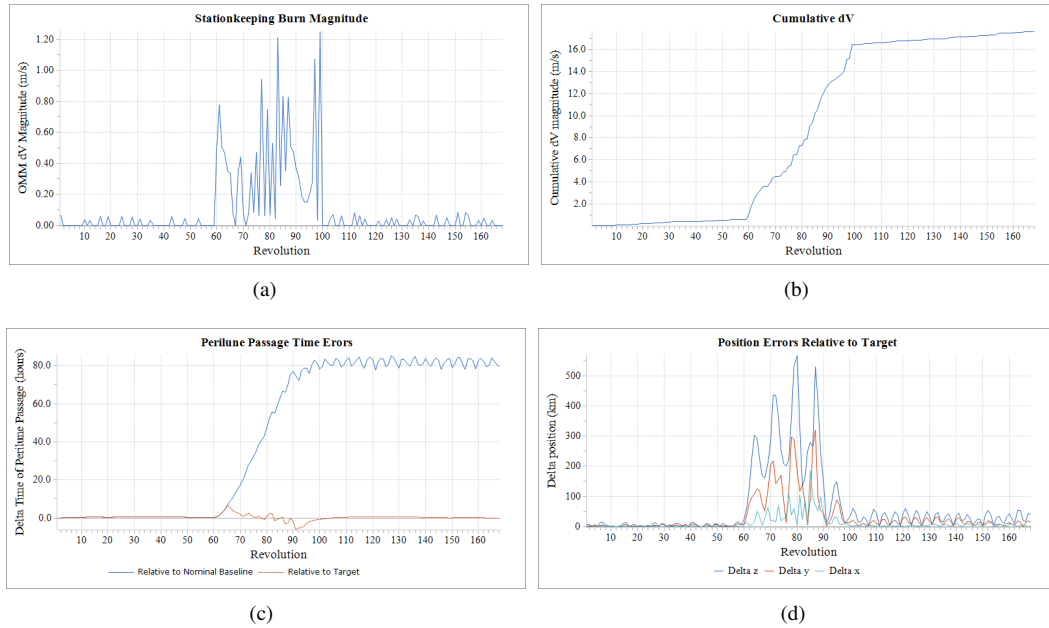 Stationkeeping Burn Magnitude
OMM dV Magnitude (m/s)
1.20
1.00
0.80
0.60
0.40
0.20
0.00
10 20 30 40 50 60 70 80 90 100 110 120 130 140 150 160
Revolution
(a)
Cumulative dV
Cumulative dV magnitude (m/s)
16.0
14.0
12.0
10.0
8.0
6.0
4.0
2.0
10 20 30 40 50 60 70 80 90 100 110 120 130 140 150 160
Revolution
(b)
Perilune Passage Time Erors
Delta Time of Perilune Passage (hours)
80.0
60.0
40.0
20.0
0.0
10 20 30 40 50 60 70 80 90 100 110 120 130 140 150 160
Revolution
Relative to Nominal Baseline Relative to Target
(c)
Position Errors Relative to Target
Delta position (km)
500
400
300
200
100
0
10 20 30 40 50 60 70 80 90 100 110 120 130 140 150 160
Revolution
Delta z Delta y Delta x
(d)